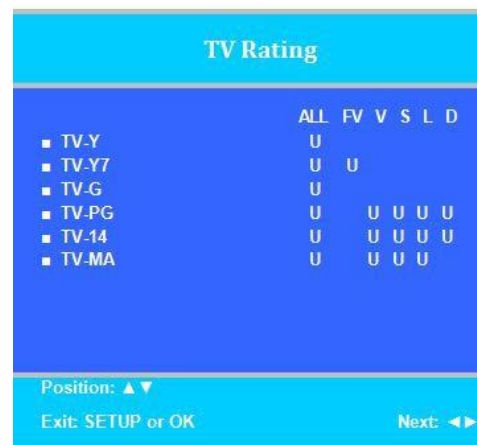 TV Rating
ALL FV V S L D
■ TV-Y U
■ TV-Y7 U U
■ TV-G U
■ TV-PG U U U U U
■ TV-14 U U U U U
■ TV-MA U U U U
Position: ▲▼
Exit: SETUP or OK Next: ◄►